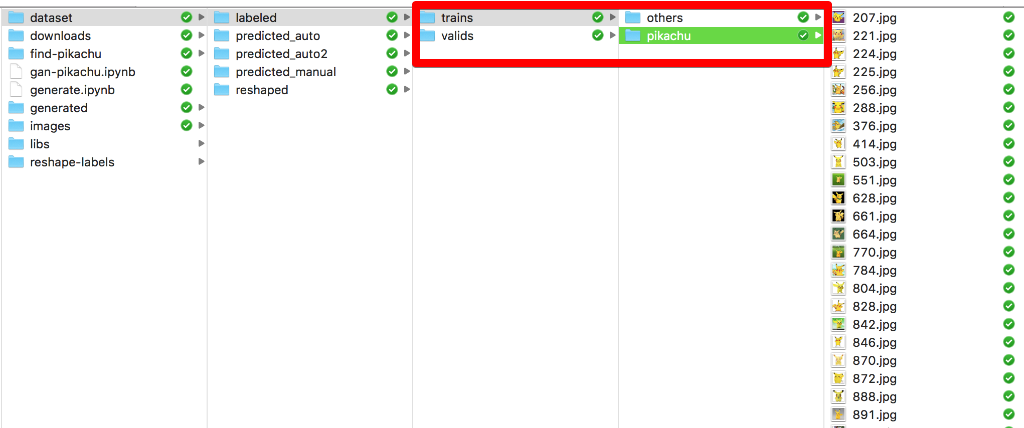 dataset
downloads
find-pikachu
gan-pikachu.ipynb
generate.ipynb
generated
images
libs
reshape-labels
labeled
predicted_auto
predicted_auto2
predicted_manual
reshaped
trains
valids
others
pikachu
207.jpg
221.jpg
224.jpg
225.jpg
256.jpg
288.jpg
376.jpg
414.jpg
503.jpg
551.jpg
628.jpg
661.jpg
664.jpg
770.jpg
784.jpg
804.jpg
828.jpg
842.jpg
846.jpg
870.jpg
872.jpg
888.jpg
891.jpg